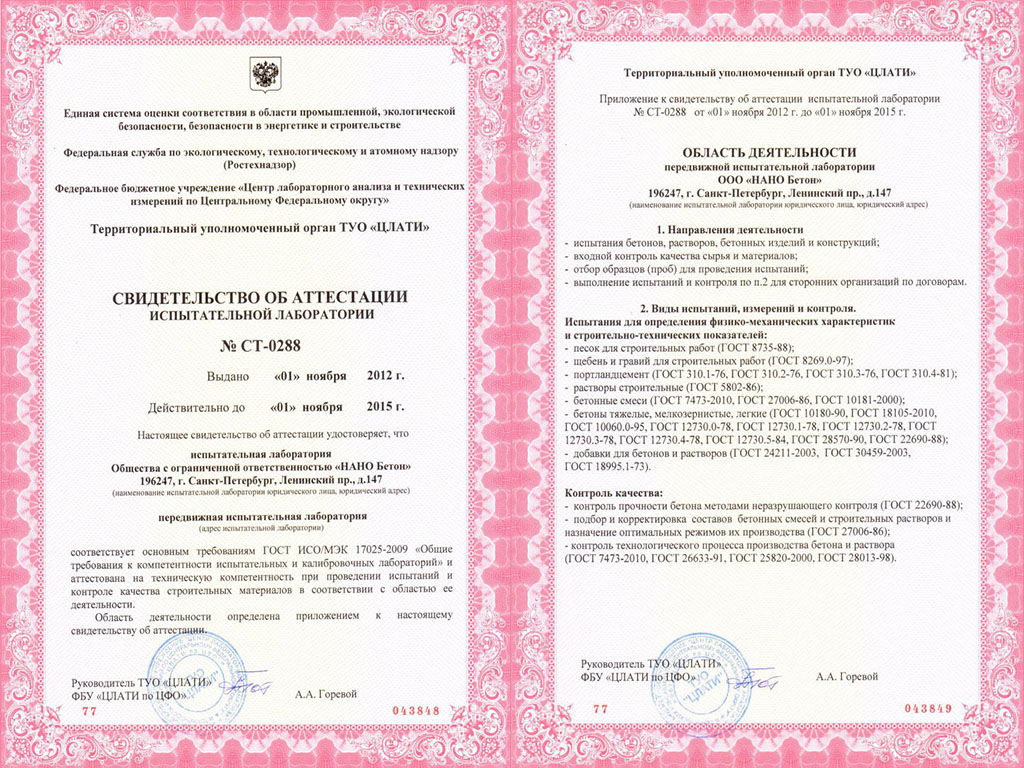 Единая система оценки соответствия в области промышленной, экологической
безопасности, безопасности в энергетике и строительстве
Федеральная служба по экологическому, технологическому и атомному надзору
(Ростехнадзор)
Федеральное бюджетное учреждение «Центр лабораторного анализа и технических
измерений по Центральному Федеральному округу»
Территориальный уполномоченный орган ТУО «ЦЛАТИ»
СВИДЕТЕЛЬСТВО ОБ АТТЕСТАЦИИ
ИСПЫТАТЕЛЬНОЙ ЛАБОРАТОРИИ
№ СТ-0288
Выдано «01» ноября 2012 г.
Действительно до «01» ноября 2015 г.
Настоящее свидетельство об аттестации удостоверяет, что
испытательная лаборатория
Общества с ограниченной ответственностью «НАНО Бетон»
196247, г. Санкт-Петербург, Ленинский пр., д.147
(наименование испытательной лаборатории юридического лица, юридический адрес)
передвижная испытательная лаборатория
(адрес испытательной лаборатории)
соответствует основным требованиям ГОСТ ИСО/МЭК 17025-2009 «Общие
требования к компетентности испытательных и калибровочных лабораторий» и
аттестована на техническую компетентность при проведении испытаний и
контроле качества строительных материалов в соответствии с областью ее
деятельности.
Область деятельности определена приложением к настоящему
свидетельству об аттестации.
Руководитель ТУО «ЦЛАТИ»
ФБУ «ЦЛАТИ по ЦФО»
А.А. Горевой
ТУО
"ЦЛАТИ"
77
043848
Территориальный уполномоченный орган ТУО «ЦЛАТИ»
Приложение к свидетельству об аттестации испытательной лаборатории
№ СТ-0288 от «01» ноября 2012 г. до «01» ноября 2015 г.
ОБЛАСТЬ ДЕЯТЕЛЬНОСТИ
передвижной испытательной лаборатории
ООО «НАНО Бетон»
196247, г. Санкт-Петербург, Ленинский пр., д.147
(наименование испытательной лаборатории юридического лица, юридический адрес)
1. Направления деятельности
- испытания бетонов, растворов, бетонных изделий и конструкций;
- входной контроль качества сырья и материалов;
- отбор образцов (проб) для проведения испытаний;
- выполнение испытаний и контроля по п.2 для сторонних организаций по договорам.
2. Виды испытаний, измерений и контроля.
Испытания для определения физико-механических характеристик
и строительно-технических показателей:
- песок для строительных работ (ГОСТ 8735-88);
- щебень и гравий для строительных работ (ГОСТ 8269.0-97);
- портландцемент (ГОСТ 310.1-76, ГОСТ 310.2-76, ГОСТ 310.3-76, ГОСТ 310.4-81);
- растворы строительные (ГОСТ 5802-86);
- бетонные смеси (ГОСТ 7473-2010, ГОСТ 27006-86, ГОСТ 10181-2000);
- бетоны тяжелые, мелкозернистые, легкие (ГОСТ 10180-90, ГОСТ 18105-2010,
ГОСТ 10060.0-95, ГОСТ 12730.0-78, ГОСТ 12730.1-78, ГОСТ 12730.2-78, ГОСТ
12730.3-78, ГОСТ 12730.4-78, ГОСТ 12730.5-84, ГОСТ 28570-90, ГОСТ 22690-88);
- добавки для бетонов и растворов (ГОСТ 24211-2003, ГОСТ 30459-2003,
ГОСТ 18995.1-73).
Контроль качества:
- контроль прочности бетона методами неразрушающего контроля (ГОСТ 22690-88);
- подбор и корректировка составов бетонных смесей и строительных растворов и
назначение оптимальных режимов их производства (ГОСТ 27006-86);
- контроль технологического процесса производства бетона и раствора
(ГОСТ 7473-2010, ГОСТ 26633-91, ГОСТ 25820-2000, ГОСТ 28013-98).
Руководитель ТУО «ЦЛАТИ»
ФБУ «ЦЛАТИ по ЦФО»
А.А. Горевой
ТУО
"ЦЛАТИ"
77
043849